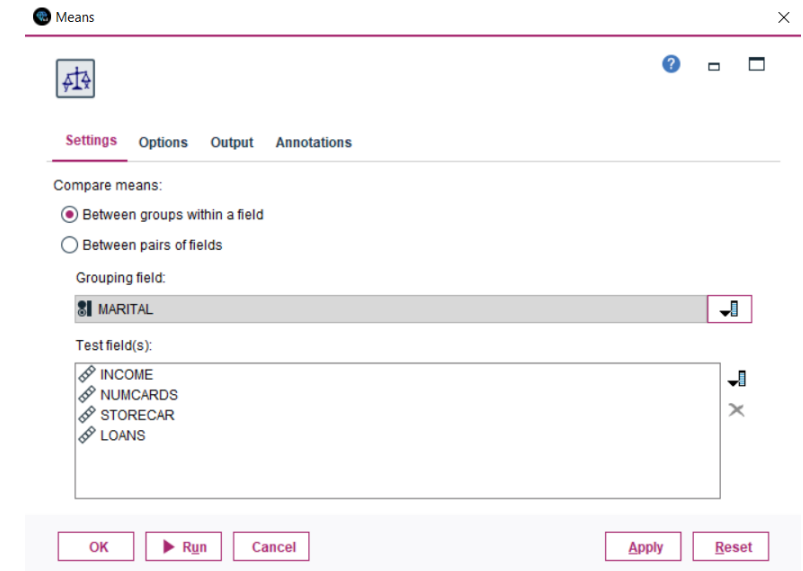 Means
?
Settings Options Output Annotations
Compare means:
Between groups within a field
Between pairs of fields
Grouping field:
MARITAL
Test field(s):
INCOME
NUMCARDS
STORECAR
LOANS
OK Run Cancel Apply Reset